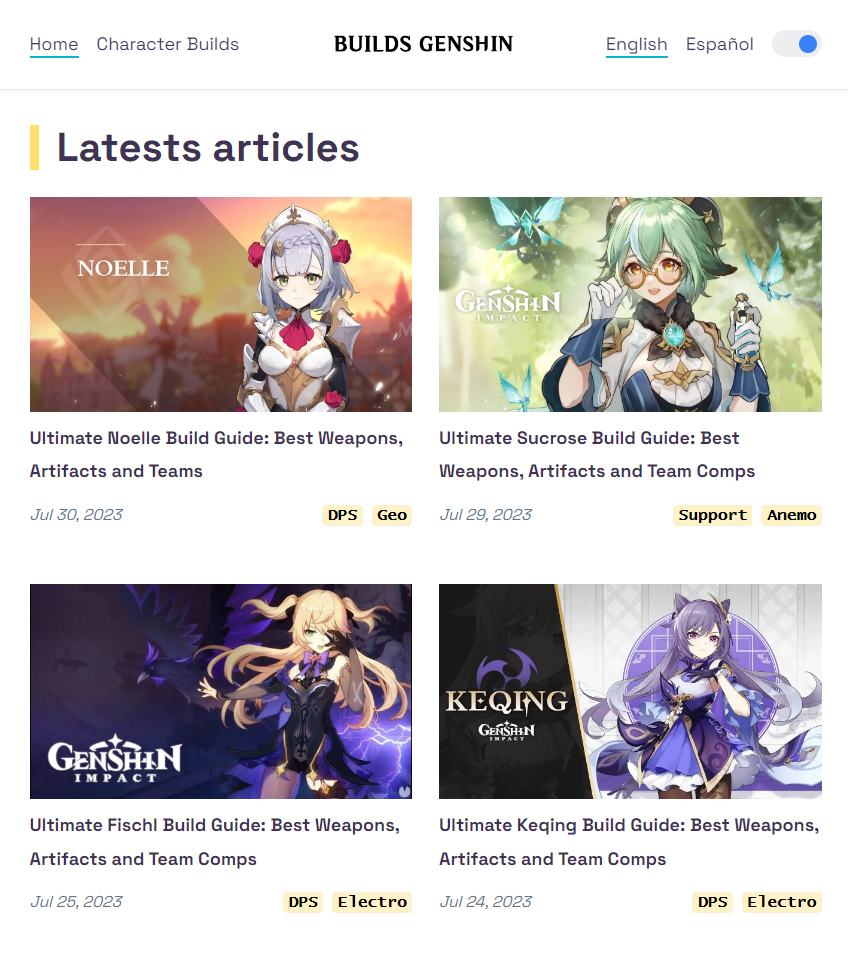 Home Character Builds BUILDS GENSHIN English Español
Latests articles
NOELLE
GENSHIN
IMPACT
Ultimate Noelle Build Guide: Best Weapons,
Artifacts and Teams
Jul 30, 2023 DPS Geo
Ultimate Sucrose Build Guide: Best
Weapons, Artifacts and Team Comps
Jul 29, 2023 Support Anemo
GENSHIN
IMPACT
KEQING
GENSHIN
IMPACT
Ultimate Fischl Build Guide: Best Weapons,
Artifacts and Team Comps
Jul 25, 2023 DPS Electro
Ultimate Keqing Build Guide: Best Weapons,
Artifacts and Team Comps
Jul 24, 2023 DPS Electro